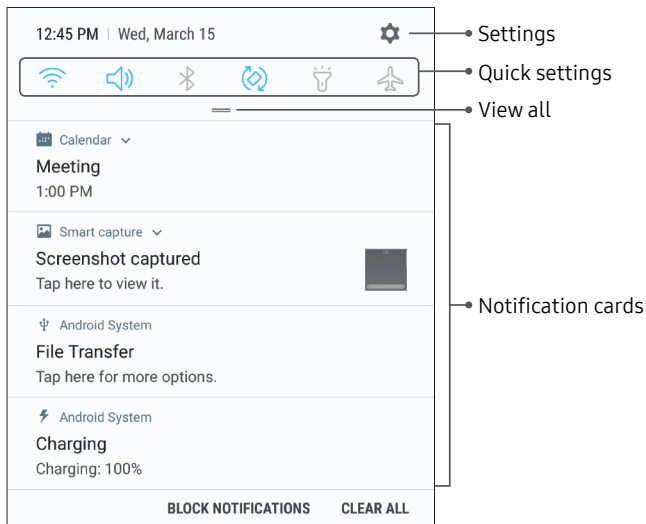 12:45 PM | Wed, March 15
Settings
Quick settings
View all
Calendar
Meeting
1:00 PM
Smart capture
Screenshot captured
Tap here to view it.
Notification cards
Android System
File Transfer
Tap here for more options.
Android System
Charging
Charging: 100%
BLOCK NOTIFICATIONS CLEAR ALL